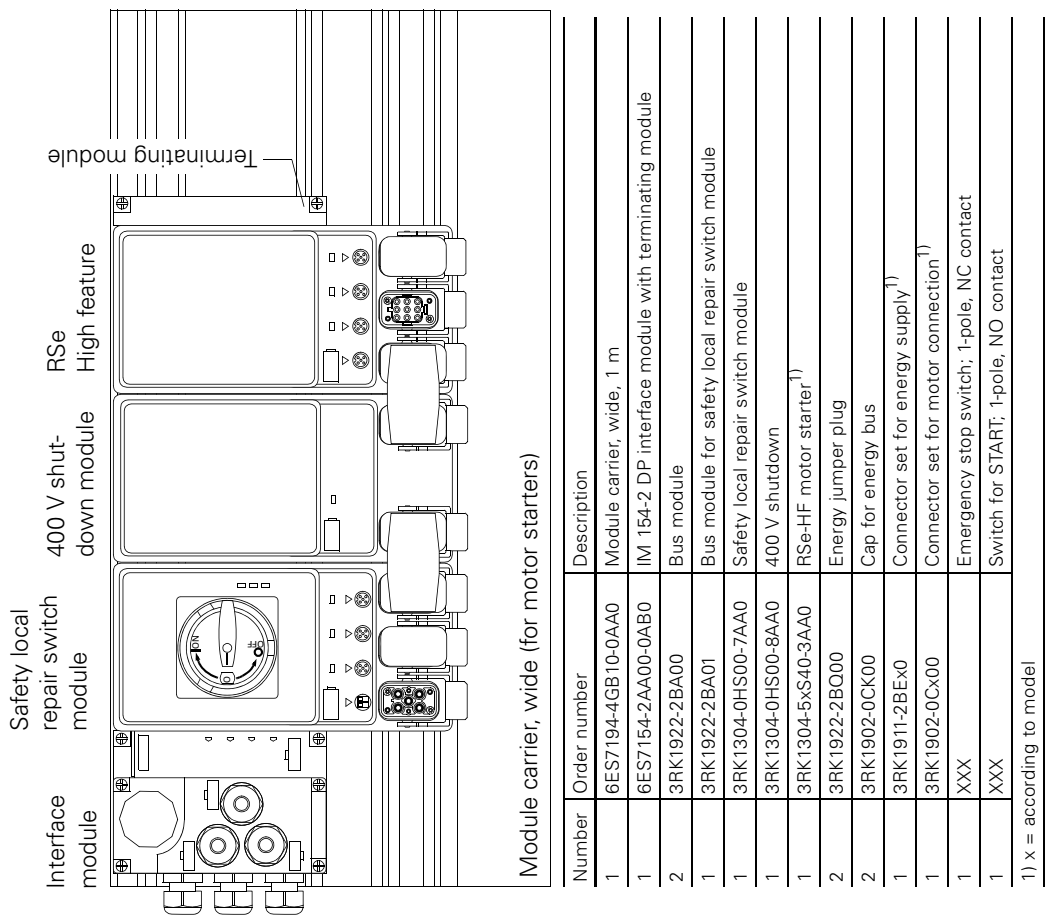 Interface
module
Safety local
repair switch
module
400 V shut-
down module
RSe
High feature
Terminating module
ON
OFF
Module carrier, wide (for motor starters)
Number Order number Description
1 6ES7194-4GB10-0AA0 Module carrier, wide, 1 m
1 6ES7154-2AA00-0AB0 IM 154-2 DP interface module with terminating module
2 3RK1922-2BA00 Bus module
1 3RK1922-2BA01 Bus module for safety local repair switch module
1 3RK1304-0HS00-7AA0 Safety local repair switch module
1 3RK1304-0HS00-8AA0 400 V shutdown
1 3RK1304-5xS40-3AA0 RSe-HF motor starter1)
2 3RK1922-2BQ00 Energy jumper plug
2 3RK1902-0CK00 Cap for energy bus
1 3RK1911-2BEx0 Connector set for energy supply1)
1 3RK1902-0Cx00 Connector set for motor connection1)
1 XXX Emergency stop switch; 1-pole, NC contact
1 XXX Switch for START; 1-pole, NO contact
1) x = according to model